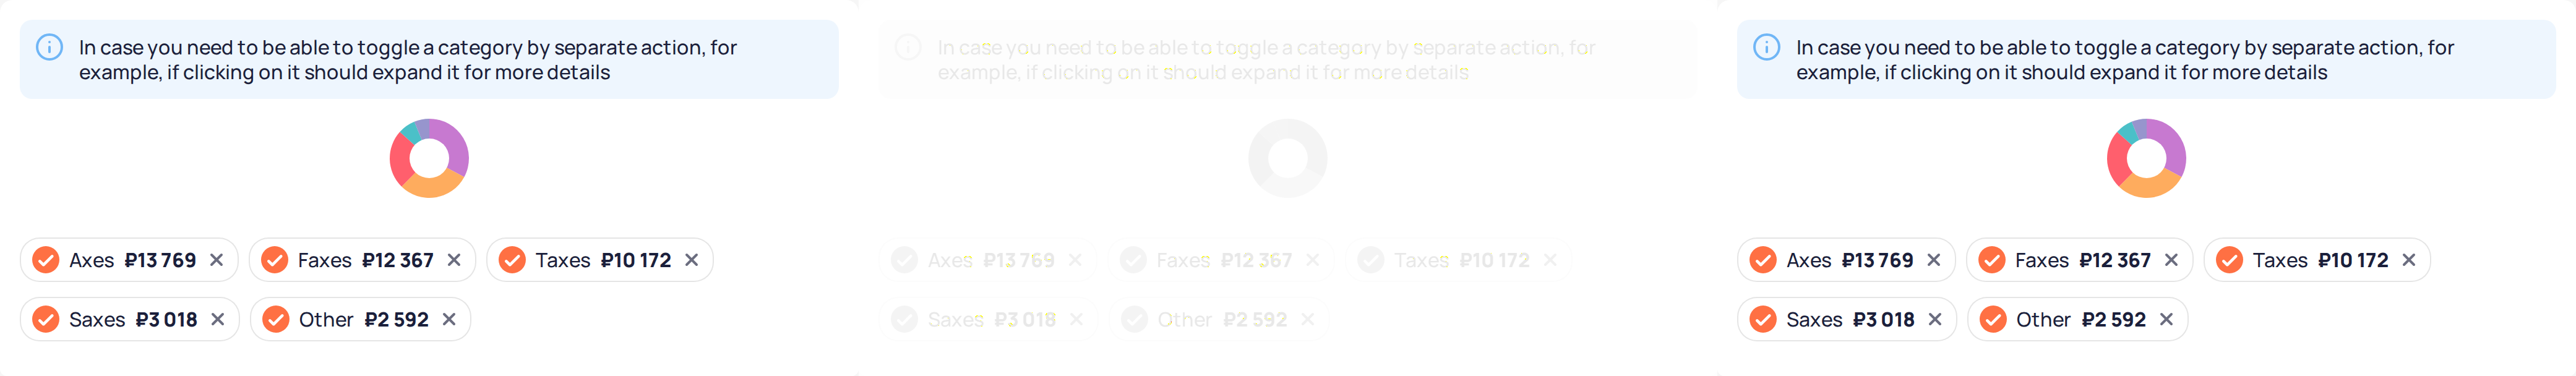 In case you need to be able to toggle a category by separate action, for
example, if clicking on it should expand it for more details
Axes ₽13 769
Faxes ₽12 367
Taxes ₽10 172
Saxes ₽3 018
Other ₽2 592
In case you need to be able to toggle a category by separate action, for
example, if clicking on it should expand it for more details
Axes ₽13 769
Faxes ₽12 367
Taxes ₽10 172
Saxes ₽3 018
Other ₽2 592
In case you need to be able to toggle a category by separate action, for
example, if clicking on it should expand it for more details
Axes ₽13 769
Faxes ₽12 367
Taxes ₽10 172
Saxes ₽3 018
Other ₽2 592